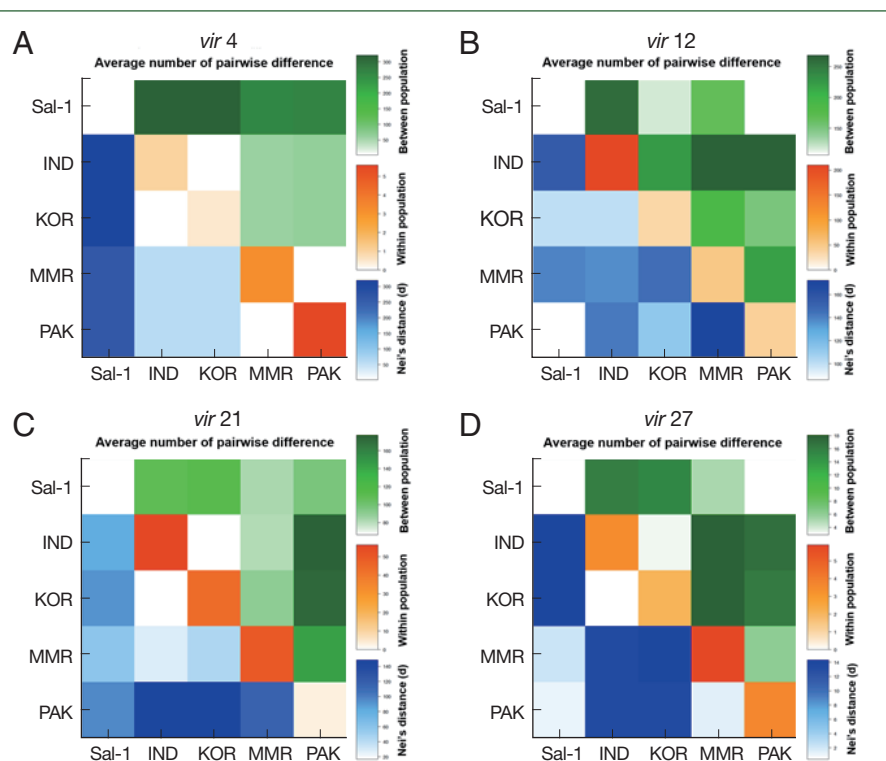 A
vir 4
Average number of pairwise difference
Sal-1
IND
KOR
MMR
PAK
Sal-1 IND KOR MMR PAK
Between population
Within population
Nei's distance (d)
B
vir 12
Average number of pairwise difference
Sal-1
IND
KOR
MMR
PAK
Sal-1 IND KOR MMR PAK
Between population
Within population
Nei's distance (d)
C
vir 21
Average number of pairwise difference
Sal-1
IND
KOR
MMR
PAK
Sal-1 IND KOR MMR PAK
Between population
Within population
Nei's distance (d)
D
vir 27
Average number of pairwise difference
Sal-1
IND
KOR
MMR
PAK
Sal-1 IND KOR MMR PAK
Between population
Within population
Nei's distance (d)